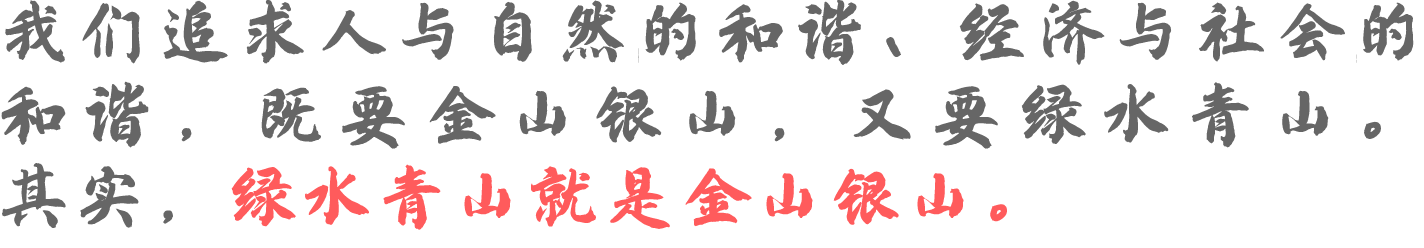 我们追求人与自然的和谐、经济与社会的
和谐，既要金山银山，又要绿水青山。
其实，绿水青山就是金山银山。